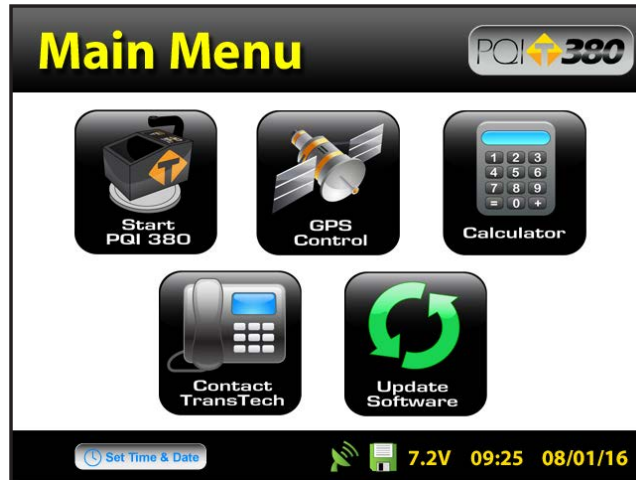 Main Menu
PQI T 380
Start
PQI 380
GPS
Control
1 2 3
4 5 6
7 8 9
= 0 +
Calculator
Contact
TransTech
Update
Software
Set Time & Date
7.2V 09:25 08/01/16